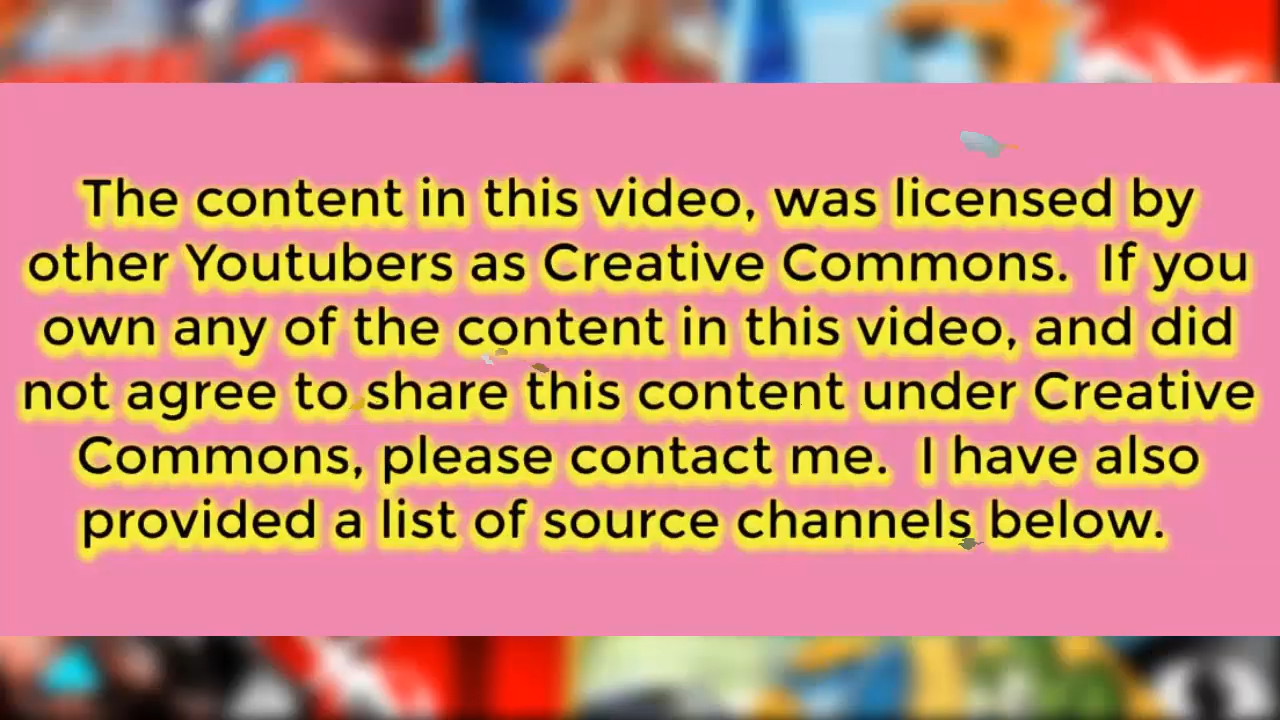 The content in this video, was licensed by
other Youtubers as Creative Commons.  If you
own any of the content in this video, and did
not agree to share this content under Creative
Commons, please contact me.  I have also
provided a list of source channels below.